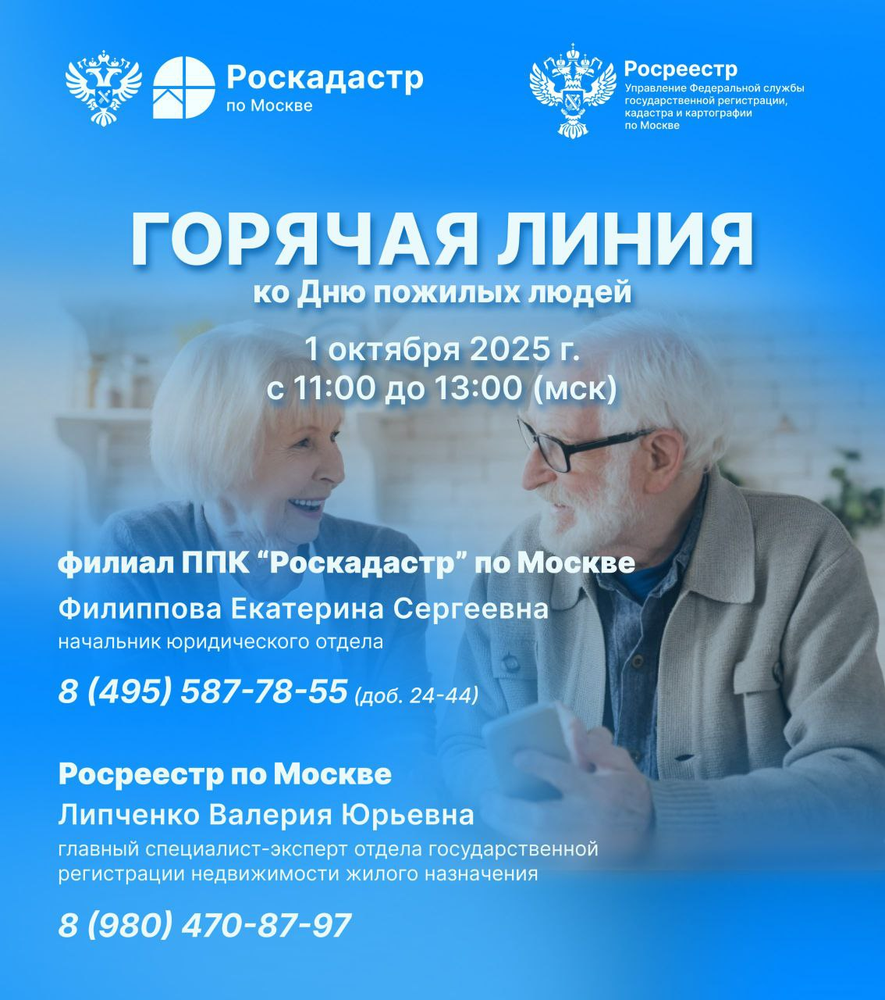 Роскадастр
по Москве
Росреестр
Управление Федеральной службы
государственной регистрации,
кадастра и картографии
по Москве
ГОРЯЧАЯ ЛИНИЯ
ко Дню пожилых людей
1 октября 2025 г.
с 11:00 до 13:00 (мск)
филиал ППК “Роскадастр” по Москве
Филиппова Екатерина Сергеевна
начальник юридического отдела
8 (495) 587-78-55 (доб. 24-44)
Росреестр по Москве
Липченко Валерия Юрьевна
главный специалист-эксперт отдела государственной
регистрации недвижимости жилого назначения
8 (980) 470-87-97